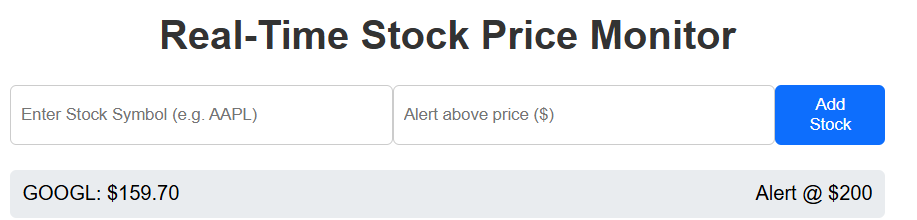 Real-Time Stock Price Monitor
Enter Stock Symbol (e.g. AAPL)
Alert above price ($)
Add
Stock
GOOGL: $159.70
Alert @ $200